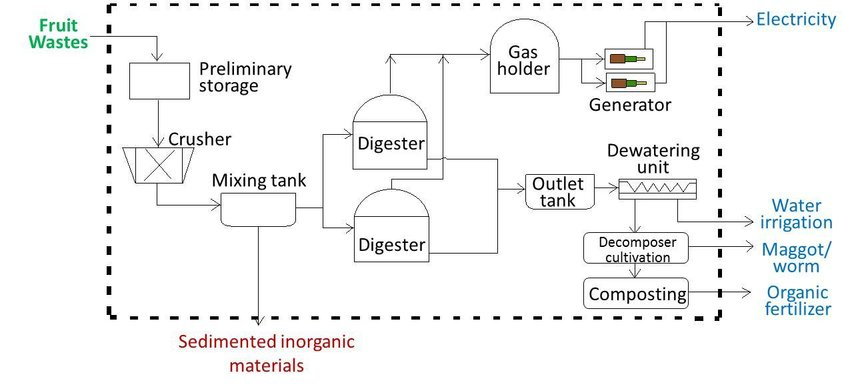 Fruit
Wastes
Electricity
Preliminary
storage
Gas
holder
Generator
Crusher
Digester
Mixing tank
Dewatering
unit
Outlet
tank
Digester
Water
irrigation
Decomposer
cultivation
Maggot/
worm
Composting
Organic
fertilizer
Sedimented inorganic
materials